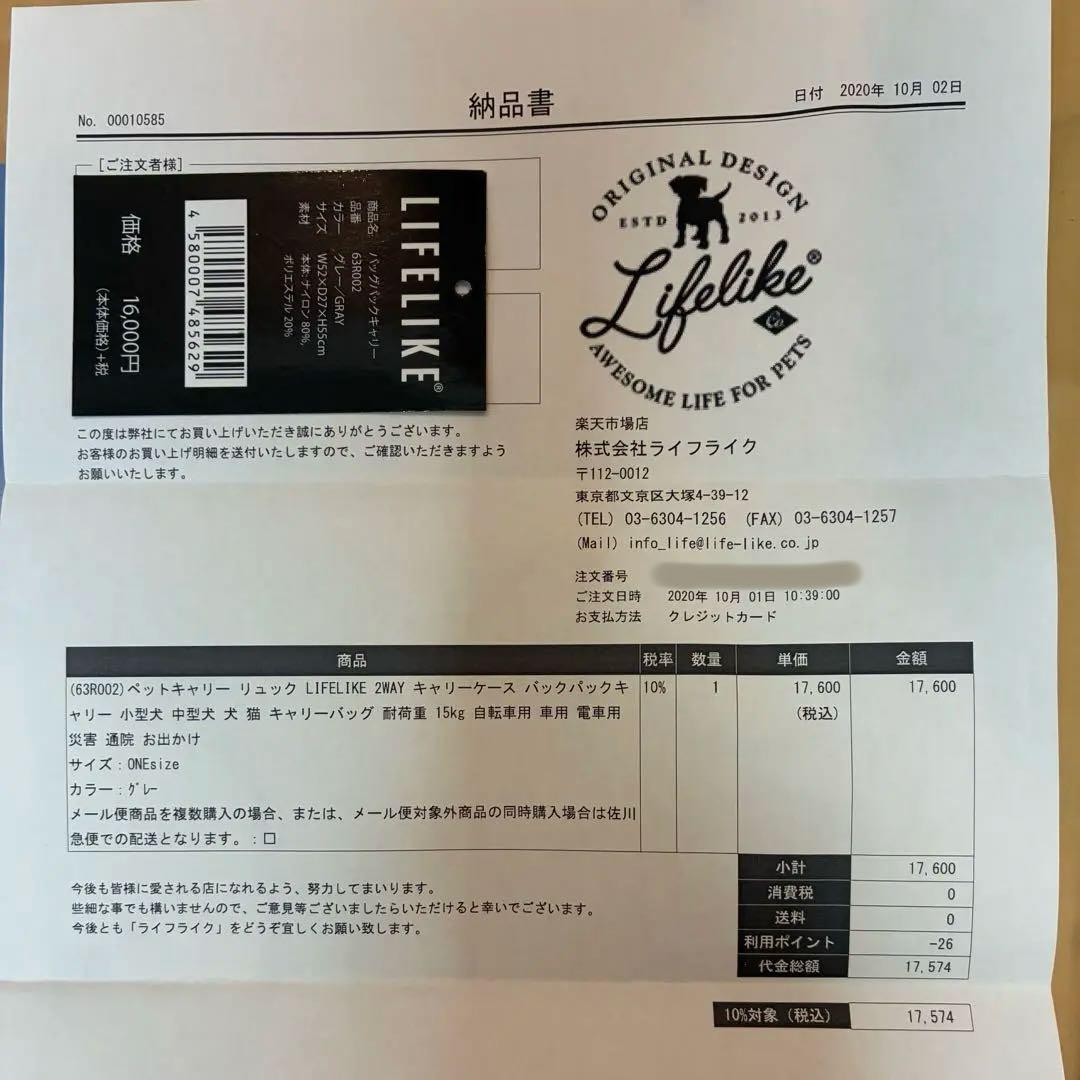 納品書
日付 2020年 10月 02日
No. 00010585
[ご注文者様]
LIFELIKE®
商品名: バッグパックキャリー
品番 63R002
カラー グレー/GRAY
サイズ W52×D27×H55cm
素材 本体:ナイロン 80%,
ポリエステル 20%
4 580007 485629
価格 16,000円
(本体価格)+税
ORIGINAL DESIGN
ESTD 2013
Lifelike®
Co
AWESOME LIFE FOR PETS
この度は弊社にてお買い上げいただき誠にありがとうございます。
お客様のお買い上げ明細を送付いたしますので、ご確認いただきますよう
お願いいたします。
楽天市場店
株式会社ライフライク
〒112-0012
東京都文京区大塚4-39-12
(TEL) 03-6304-1256 (FAX) 03-6304-1257
(Mail) info_life@life-like.co.jp
注文番号
ご注文日時 2020年 10月 01日 10:39:00
お支払方法 クレジットカード
商品 税率 数量 単価 金額
(63R002)ペットキャリー リュック LIFELIKE 2WAY キャリーケース バックパックキ 10% 1 17,600 17,600
ャリー 小型犬 中型犬 犬 猫 キャリーバッグ 耐荷重 15kg 自転車用 車用 電車用 (税込)
災害 通院 お出かけ
サイズ:ONEsize
カラー:グレー
メール便商品を複数購入の場合、または、メール便対象外商品の同時購入場合は佐川
急便での配送となります。:□
小計 17,600
消費税 0
送料 0
利用ポイント -26
代金総額 17,574
今後も皆様に愛される店になれるよう、努力してまいります。
些細な事でも構いませんので、ご意見等ございましたらいただけると幸いでございます。
今後とも「ライフライク」をどうぞ宜しくお願い致します。
10%対象(税込) 17,574